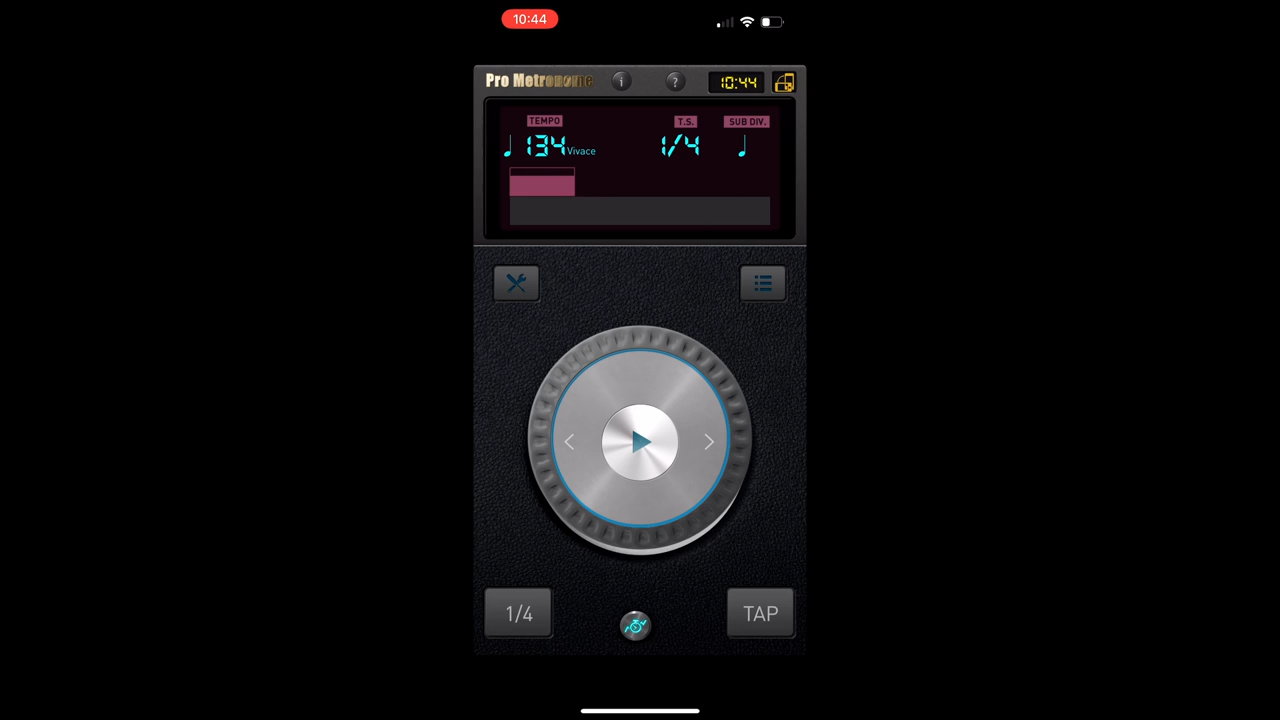 10:44
Pro Metronome i ? 10:44
TEMPO T.S. SUB DIV.
134 Vivace 1/4
1/4 TAP